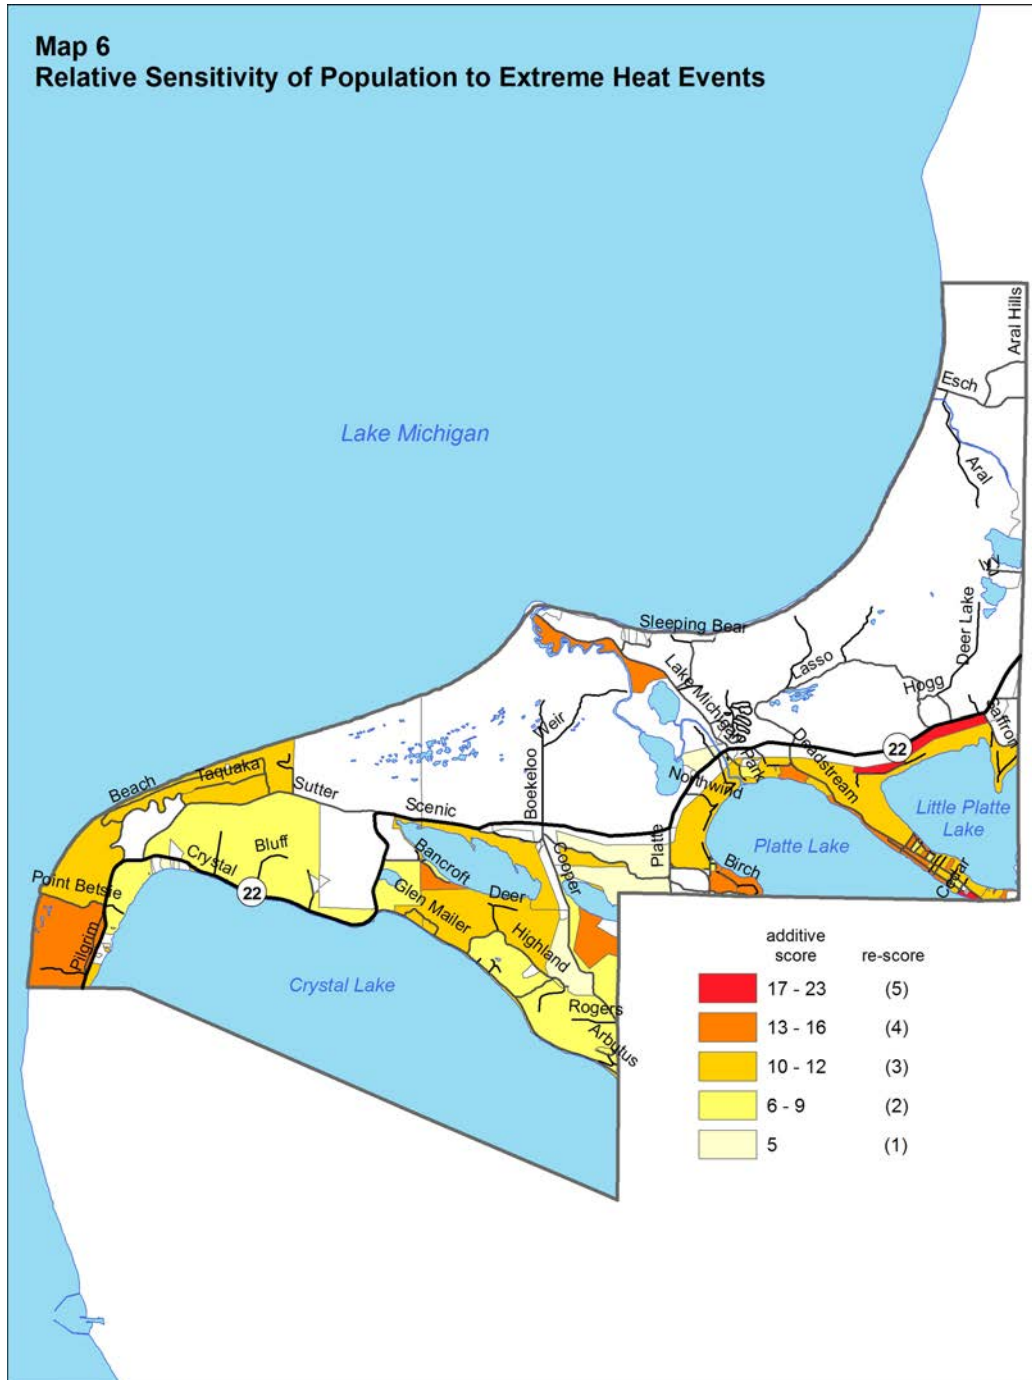 Map 6
Relative Sensitivity of Population to Extreme Heat Events
Aral Hills
Esch
Lake Michigan
Aral
Sleeping Bear
Deer Lake
Lasso
Lake Michigan
Hogg
Saffron
Weir
22
Park
Deadstream
Taquaka
Beach
Sutter
Scenic
Boekeloo
Northwind
Little Platte
Lake
Platte
Platte Lake
Bluff
Crystal
Bancroft
Cooper
Birch
Cedar
Point Betsie
22
Glen Mailer
Deer
Pilgrim
Highland
Crystal Lake
Rogers
Arbutus
additive
score re-score
17 - 23 (5)
13 - 16 (4)
10 - 12 (3)
6 - 9 (2)
5 (1)